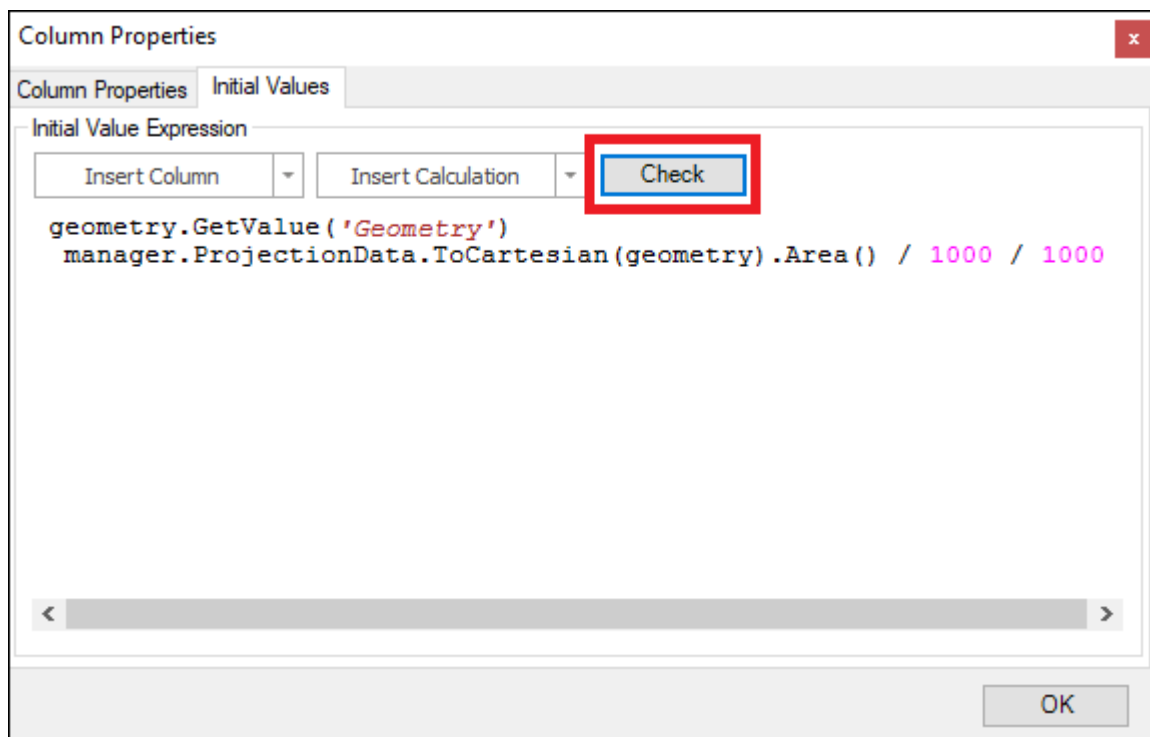 Column Properties
x
Column Properties Initial Values
Initial Value Expression
Insert Column Insert Calculation Check
geometry.GetValue('Geometry')
manager.ProjectionData.ToCartesian(geometry).Area() / 1000 / 1000
OK